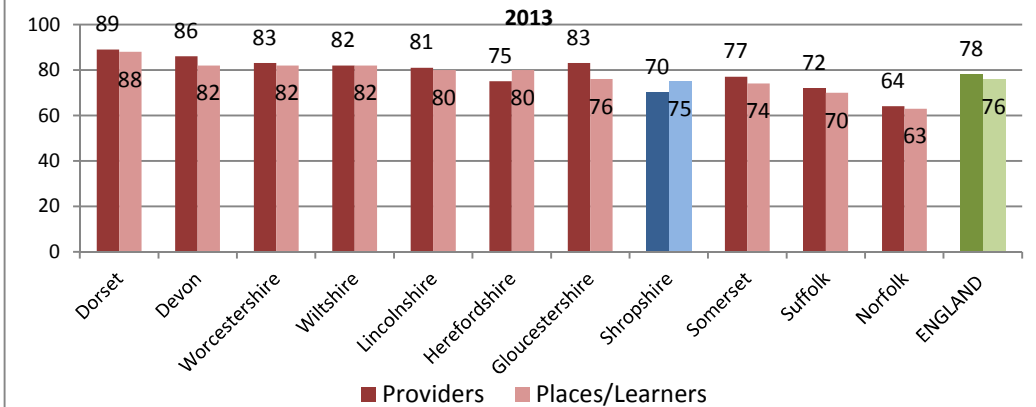 2013
100
80
60
40
20
0
89 86 83 82 81 75 83 70 77 72 64 78
88 82 82 82 80 80 76 75 74 70 63 76
Dorset
Devon
Worcestershire
Wiltshire
Lincolnshire
Herefordshire
Gloucestershire
Shropshire
Somerset
Suffolk
Norfolk
ENGLAND
Providers Places/Learners